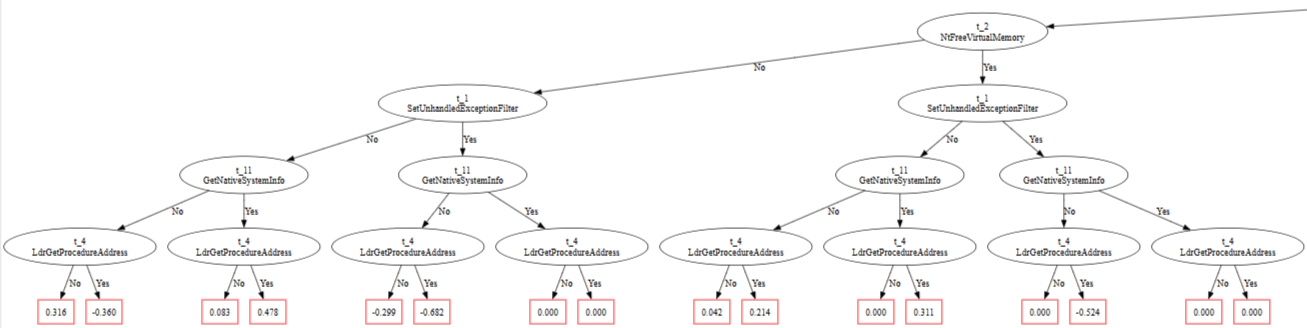 t_2
NtFreeVirtualMemory
No
Yes
t_1
SetUnhandledExceptionFilter
t_1
SetUnhandledExceptionFilter
No
Yes
No
Yes
t_11
GetNativeSystemInfo
t_11
GetNativeSystemInfo
t_11
GetNativeSystemInfo
t_11
GetNativeSystemInfo
No
Yes
No
Yes
No
Yes
No
Yes
t_4
LdrGetProcedureAddress
t_4
LdrGetProcedureAddress
t_4
LdrGetProcedureAddress
t_4
LdrGetProcedureAddress
t_4
LdrGetProcedureAddress
t_4
LdrGetProcedureAddress
t_4
LdrGetProcedureAddress
t_4
LdrGetProcedureAddress
No
Yes
No
Yes
No
Yes
No
Yes
No
Yes
No
Yes
No
Yes
No
Yes
0.316
-0.360
0.083
0.478
-0.299
-0.682
0.000
0.000
0.042
0.214
0.000
0.311
0.000
-0.524
0.000
0.000